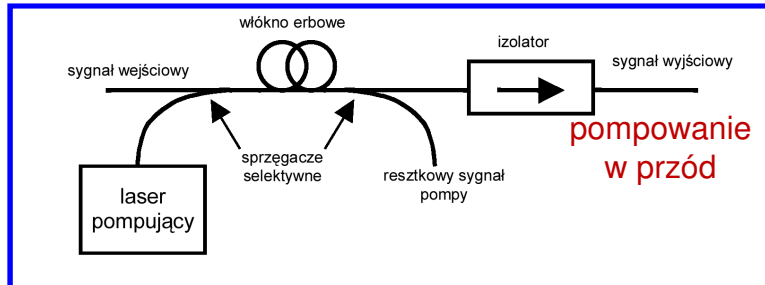 włókno erbowe
izolator
sygnał wejściowy
sygnał wyjściowy
pompowanie
w przód
sprzęgacze
selektywne
resztkowy sygnał
pompy
laser
pompujący